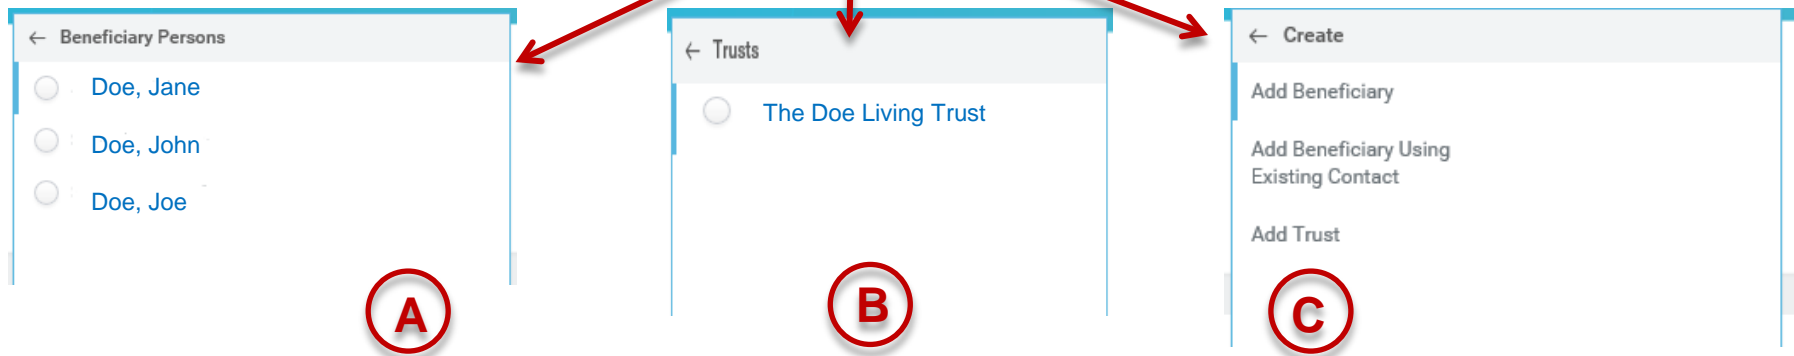 ← Beneficiary Persons
Doe, Jane
Doe, John
Doe, Joe
A
← Trusts
The Doe Living Trust
B
← Create
Add Beneficiary
Add Beneficiary Using
Existing Contact
Add Trust
C